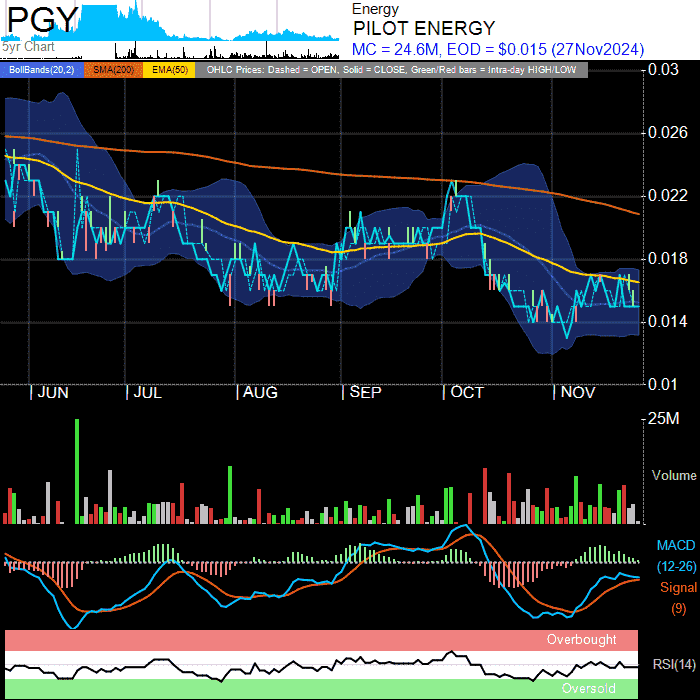 PGY
Energy
PILOT ENERGY
5yr Chart
MC = 24.6M, EOD = $0.015 (27Nov2024)
BollBands(20,2) SMA(200) EMA(50) OHLC Prices: Dashed = OPEN, Solid = CLOSE, Green/Red bars = Intra-day HIGH/LOW
0.03
0.026
0.022
0.018
0.014
0.01
JUN JUL AUG SEP OCT NOV
25M
Volume
MACD
(12-26)
Signal
(9)
Overbought
RSI(14)
Oversold